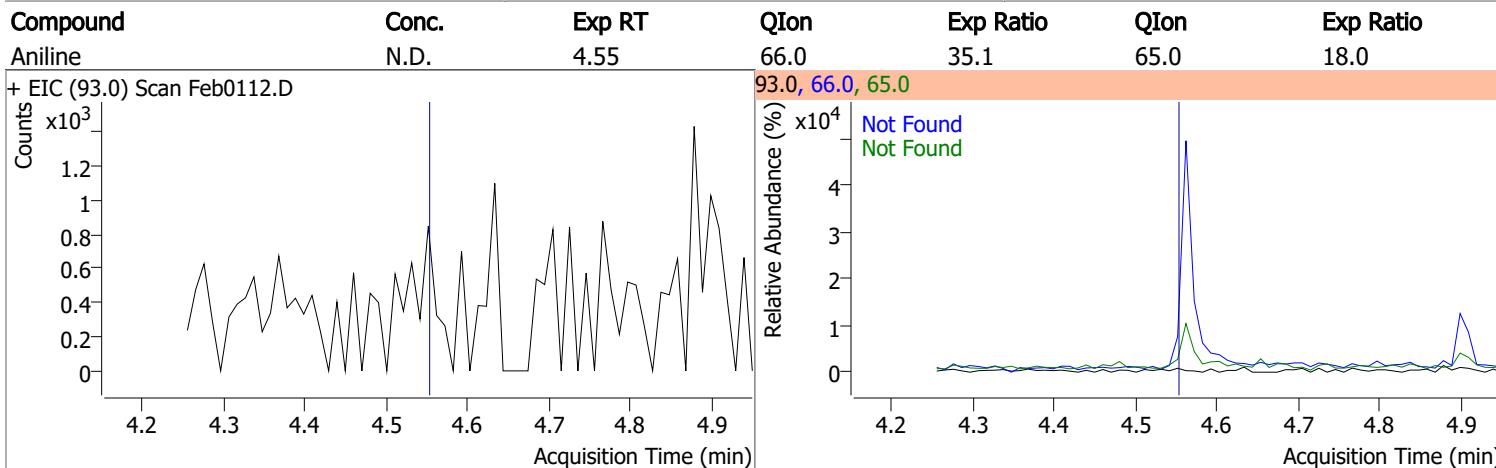 Compound Conc. Exp RT QIon Exp Ratio QIon Exp Ratio
Aniline N.D. 4.55 66.0 35.1 65.0 18.0
+ EIC (93.0) Scan Feb0112.D
Counts
x10³
1.2
1
0.8
0.6
0.4
0.2
0
4.2 4.3 4.4 4.5 4.6 4.7 4.8 4.9
Acquisition Time (min)
93.0, 66.0, 65.0
Relative Abundance (%)
x10⁴
Not Found
Not Found
4
3
2
1
0
4.2 4.3 4.4 4.5 4.6 4.7 4.8 4.9
Acquisition Time (min)